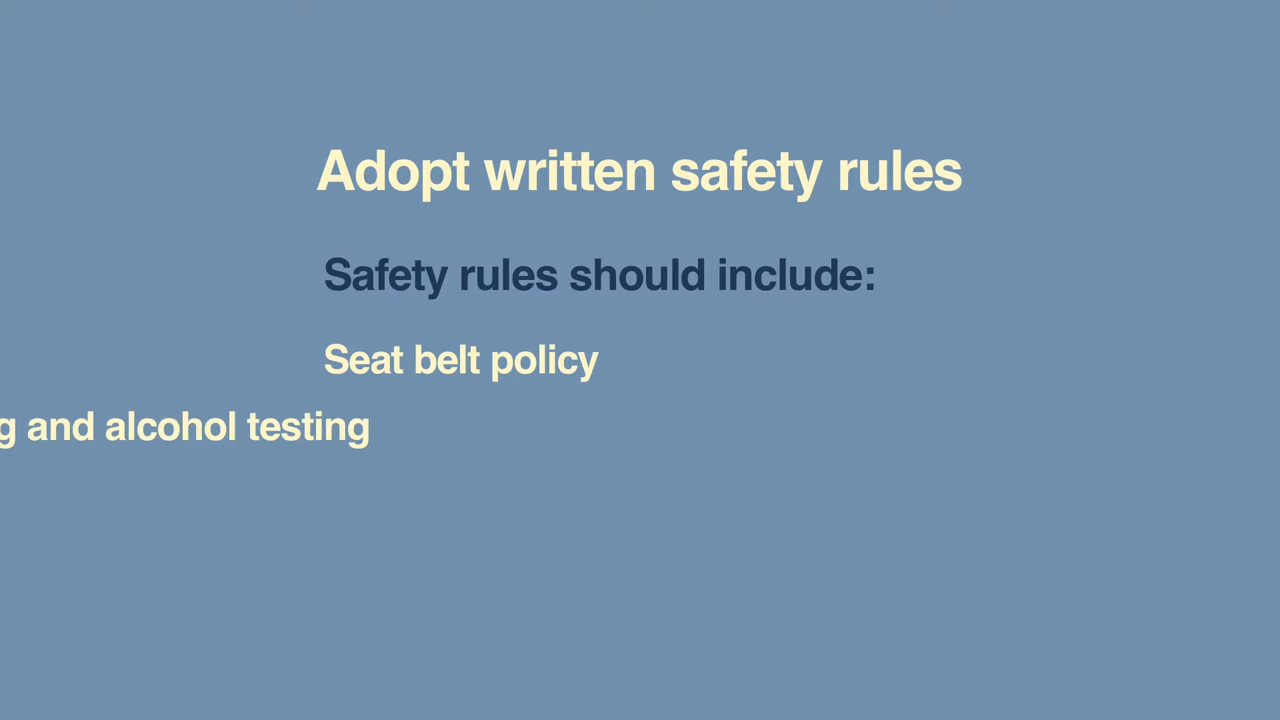 Adopt written safety rules
Safety rules should include:
Seat belt policy
g and alcohol testing